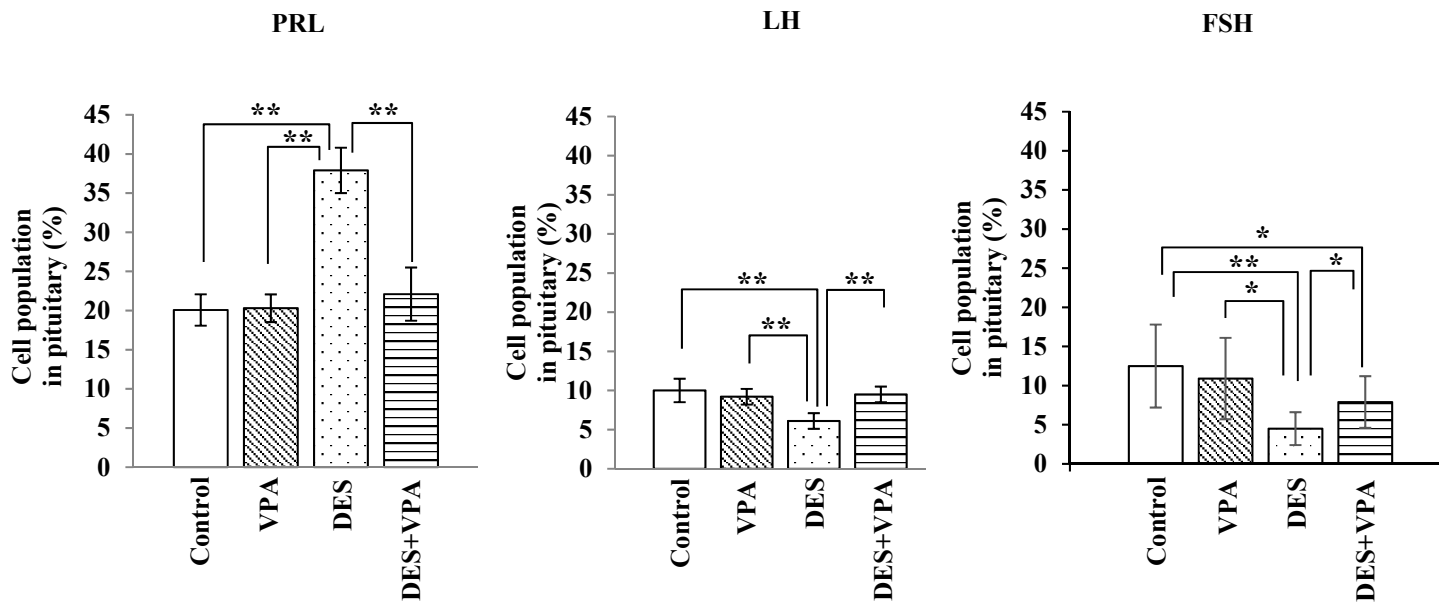 PRL
Cell population
in pituitary (%)
45
40
35
30
25
20
15
10
5
0
**
**
**
Control
VPA
DES
DES+VPA
LH
Cell population
in pituitary (%)
45
40
35
30
25
20
15
10
5
0
**
**
**
Control
VPA
DES
DES+VPA
FSH
Cell population
in pituitary (%)
45
40
35
30
25
20
15
10
5
0
*
**
*
*
Control
VPA
DES
DES+VPA